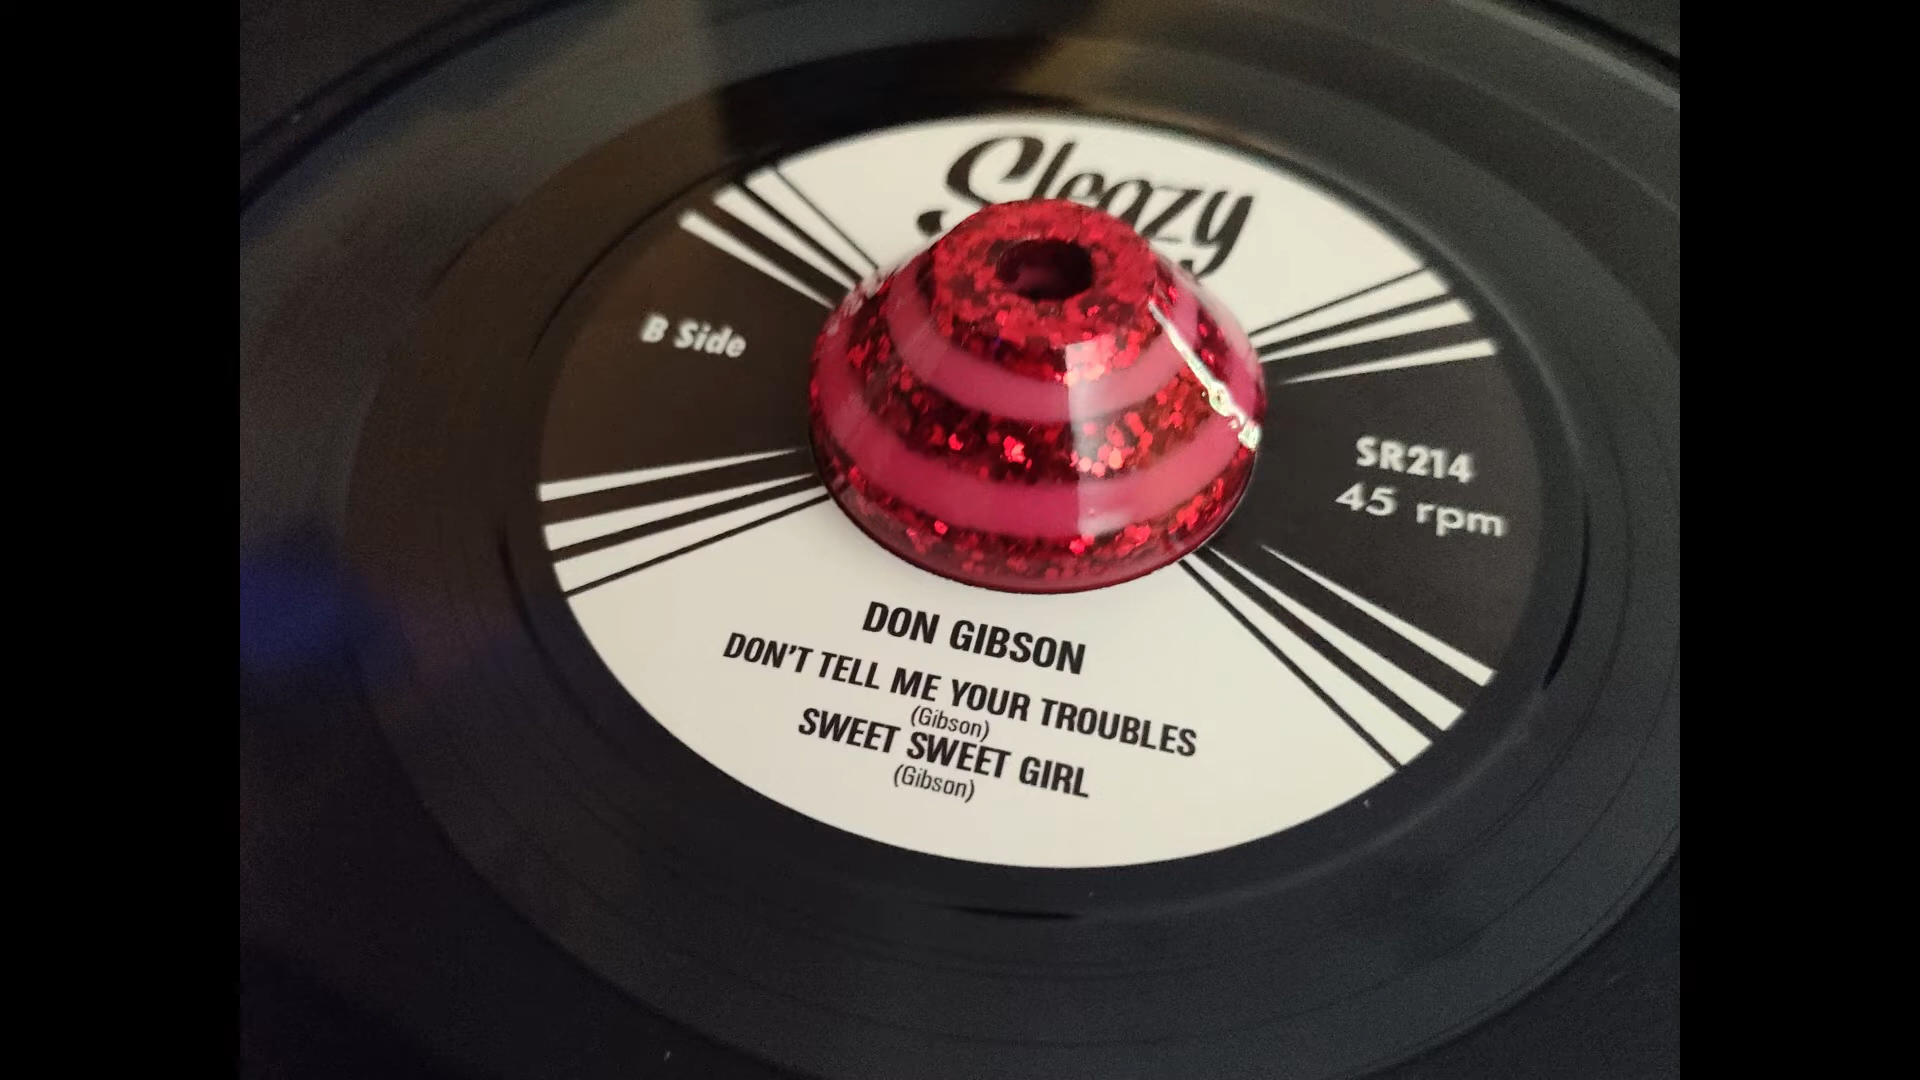 Sleazy
B Side
SR214
45 rpm
DON GIBSON
DON'T TELL ME YOUR TROUBLES
(Gibson)
SWEET SWEET GIRL
(Gibson)